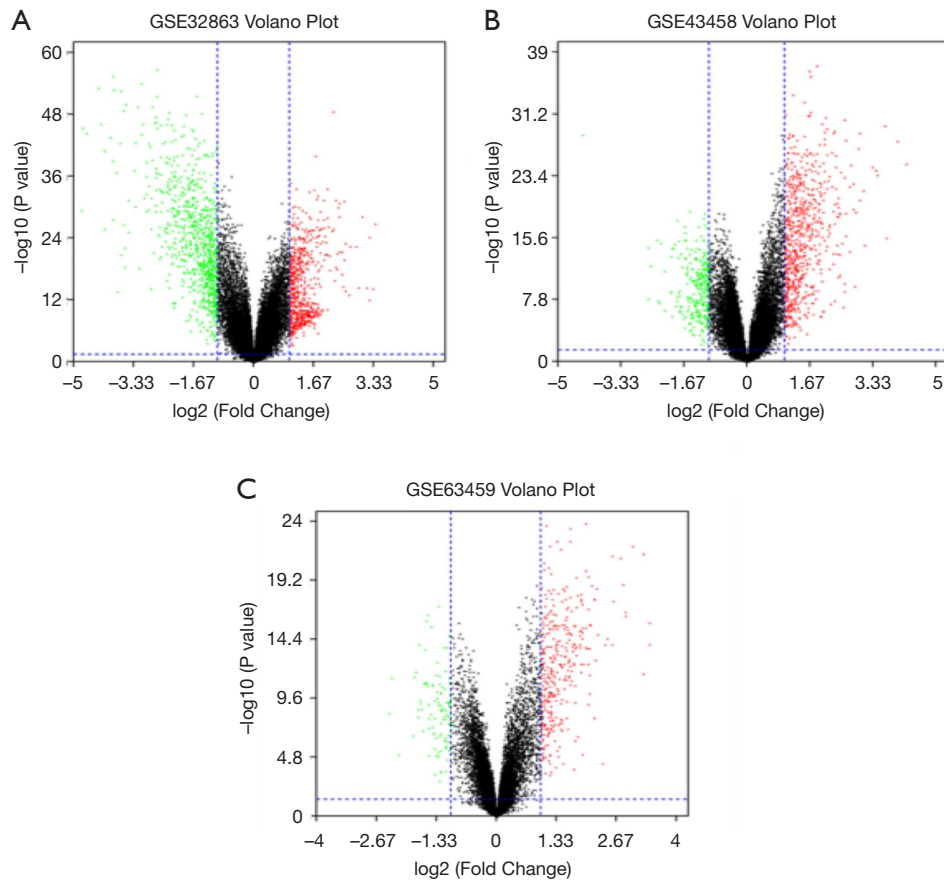 A
GSE32863 Volano Plot
60
48
36
24
12
0
−log10 (P value)
−5 −3.33 −1.67 0 1.67 3.33 5
log2 (Fold Change)
B
GSE43458 Volano Plot
39
31.2
23.4
15.6
7.8
0
−log10 (P value)
−5 −3.33 −1.67 0 1.67 3.33 5
log2 (Fold Change)
C
GSE63459 Volano Plot
24
19.2
14.4
9.6
4.8
0
−log10 (P value)
−4 −2.67 −1.33 0 1.33 2.67 4
log2 (Fold Change)